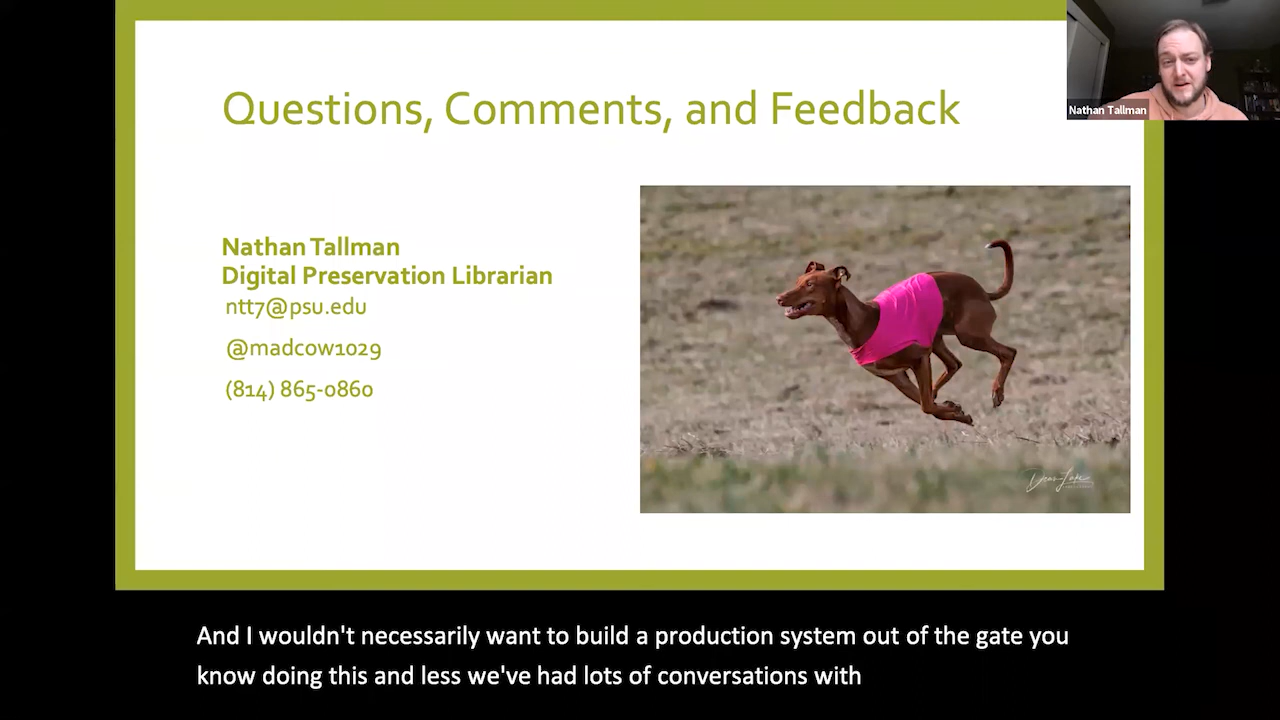 Questions, Comments, and Feedback
Nathan Tallman
Nathan Tallman
Digital Preservation Librarian
ntt7@psu.edu
@madcow1029
(814) 865-0860
And I wouldn't necessarily want to build a production system out of the gate you
know doing this and less we've had lots of conversations with